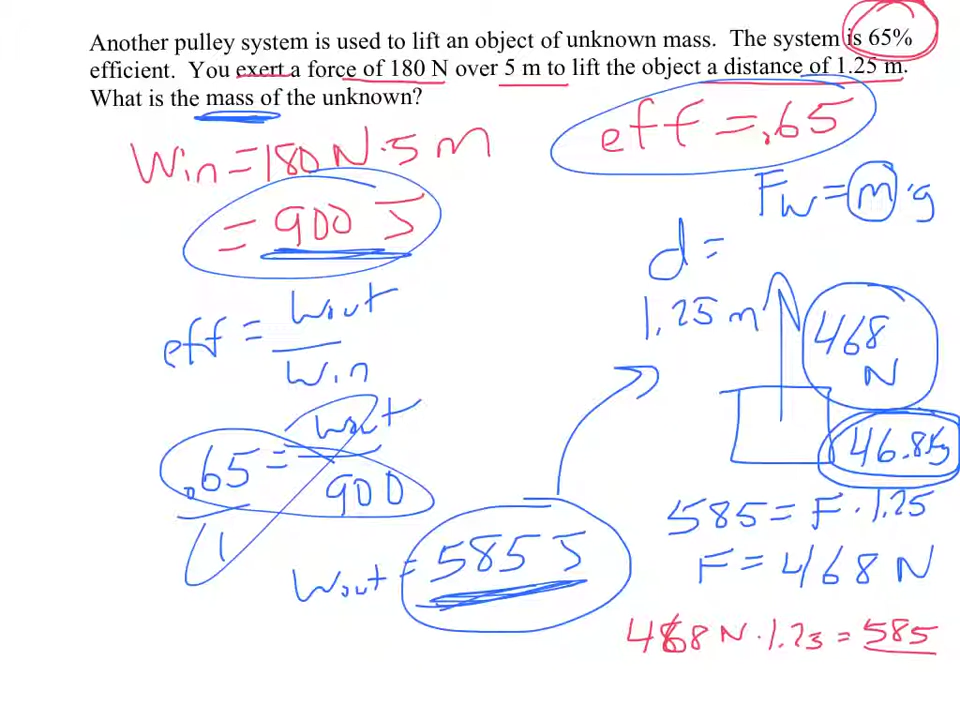 Another pulley system is used to lift an object of unknown mass. The system is 65%
efficient. You exert a force of 180 N over 5 m to lift the object a distance of 1.25 m.
What is the mass of the unknown?
eff = .65
Win = 180 N · 5 m
= 900 J
Fw = m · g
d =
1.25 m
468
N
46.8 kg
eff = Wout
Win
.65 = Wout
1 900
Wout = 585 J
585 = F · 1.25
F = 468 N
468 N · 1.25 = 585